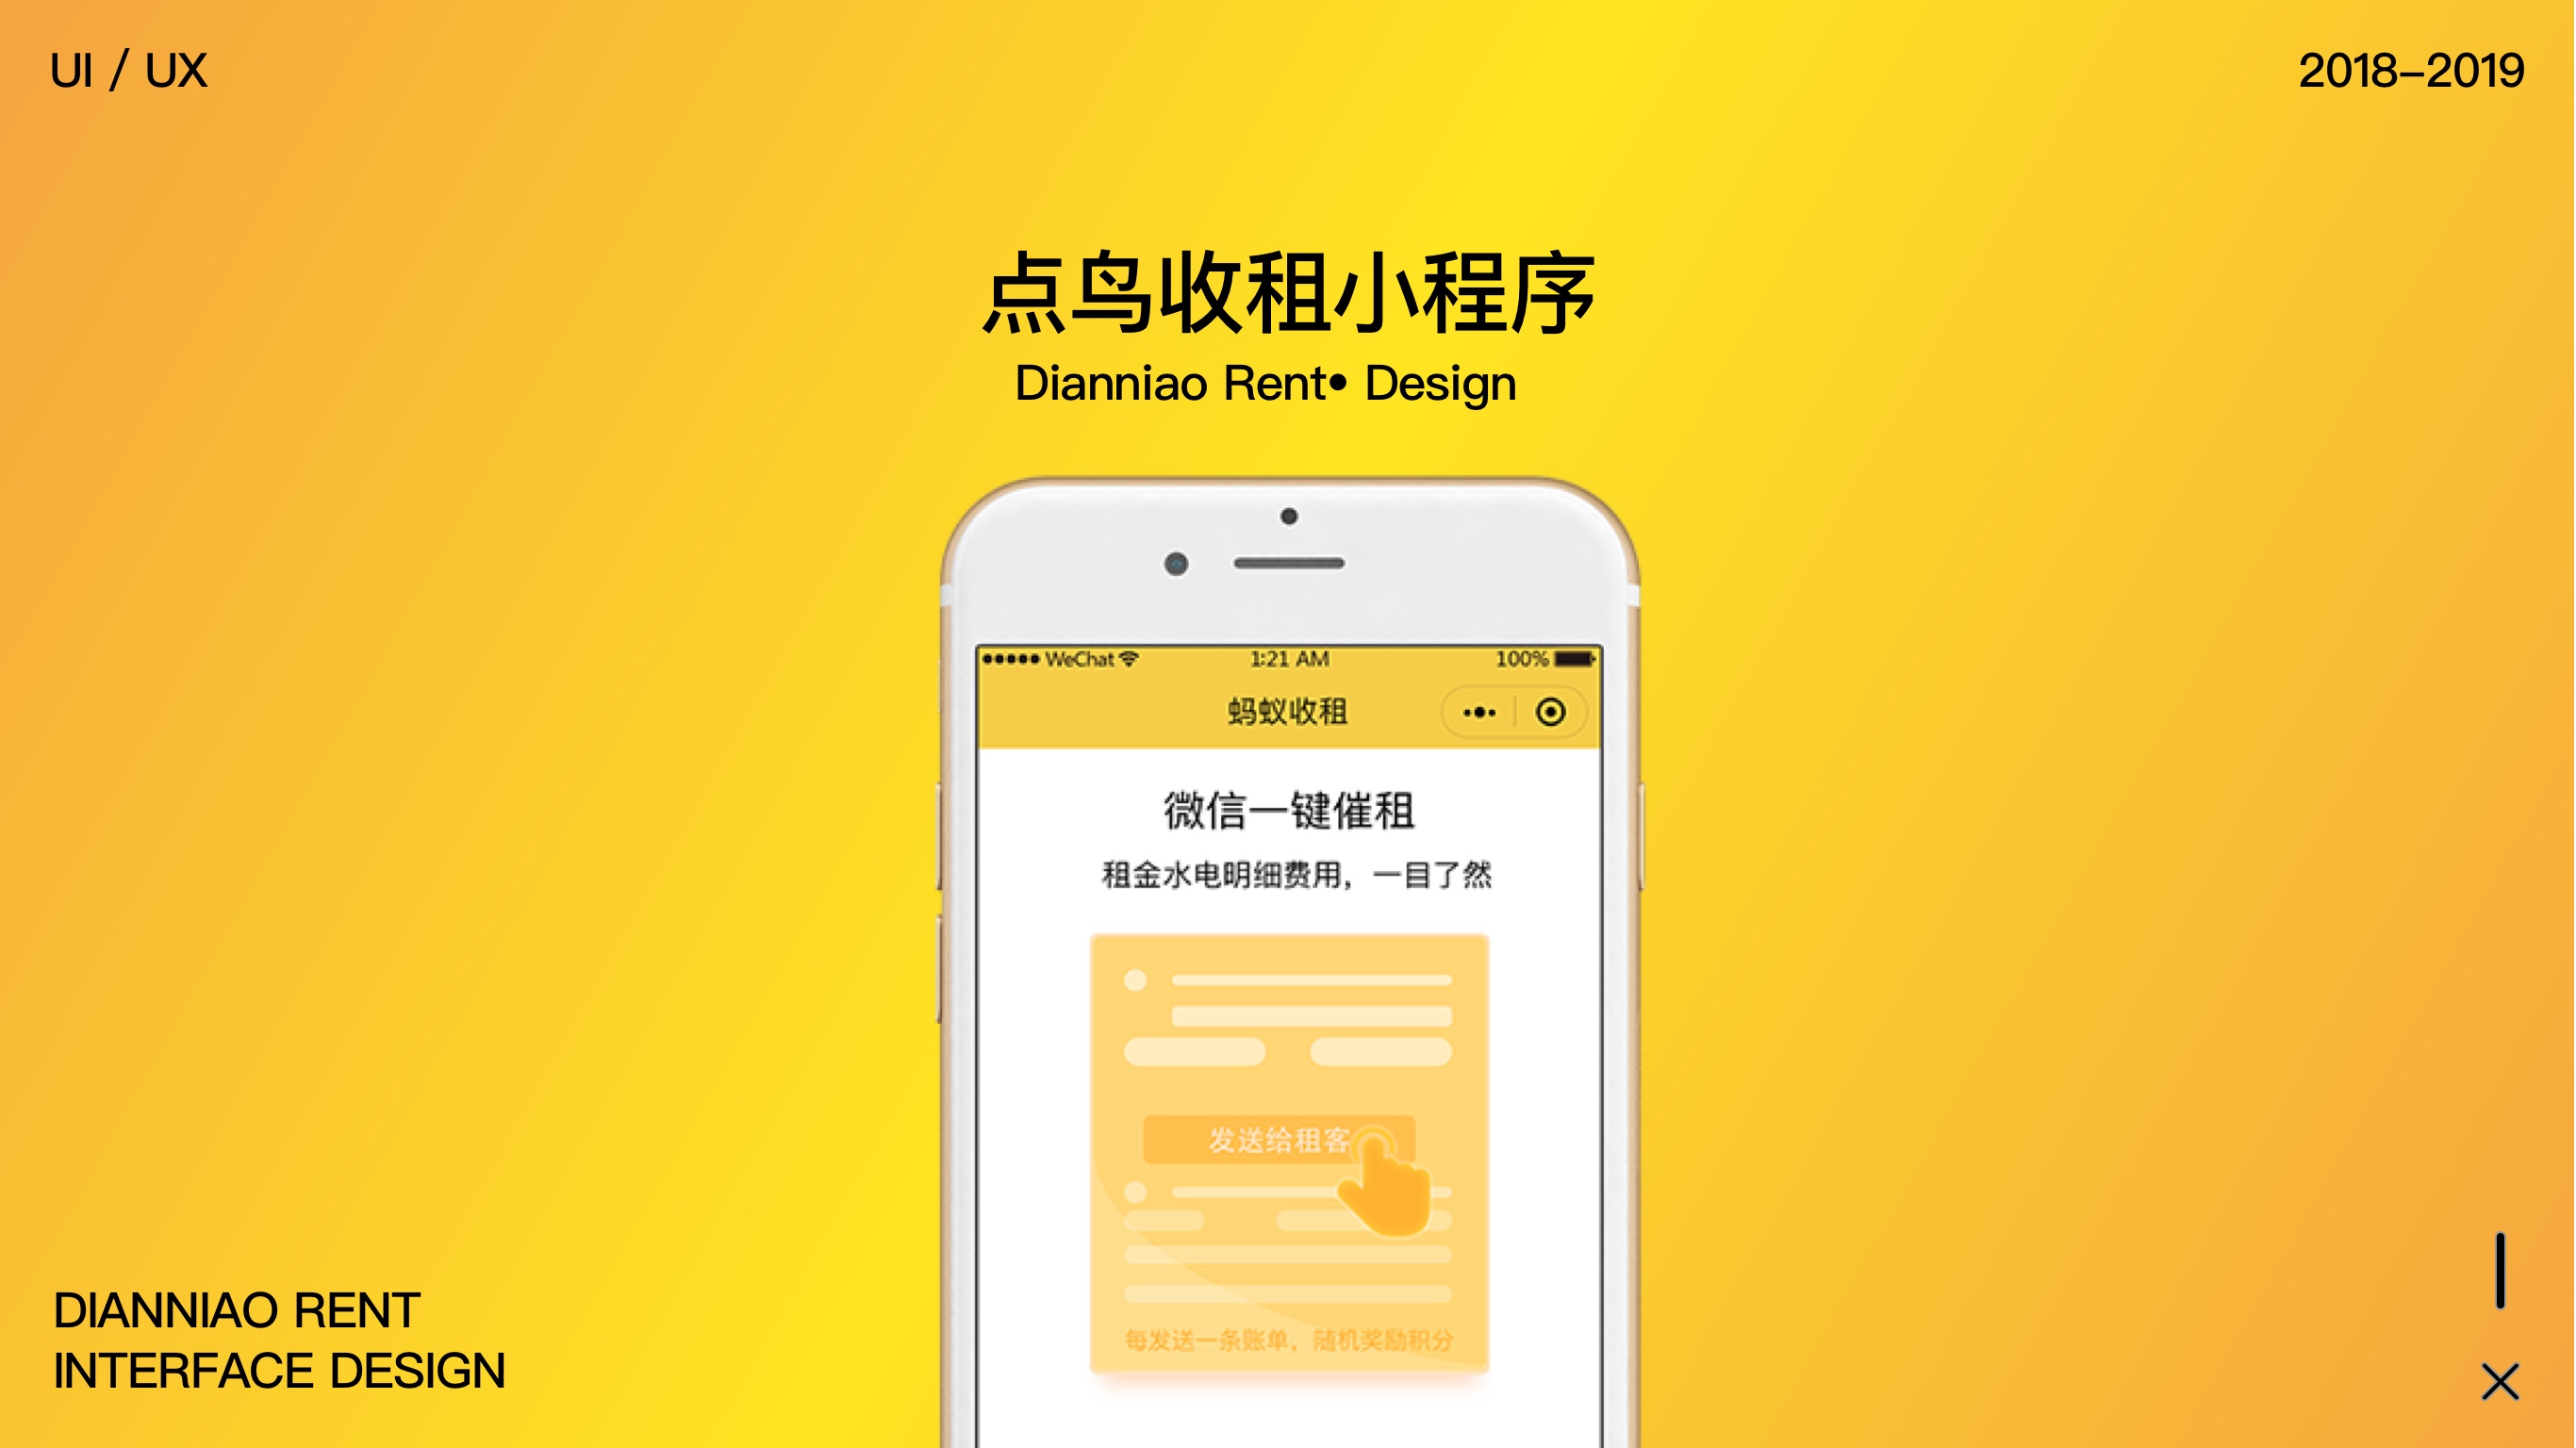 UI / UX
2018–2019
点鸟收租小程序
Dianniao Rent• Design
WeChat
1:21 AM
100%
蚂蚁收租
微信一键催租
租金水电明细费用，一目了然
发送给租客
每发送一条账单，随机奖励积分
DIANNIAO RENT
INTERFACE DESIGN